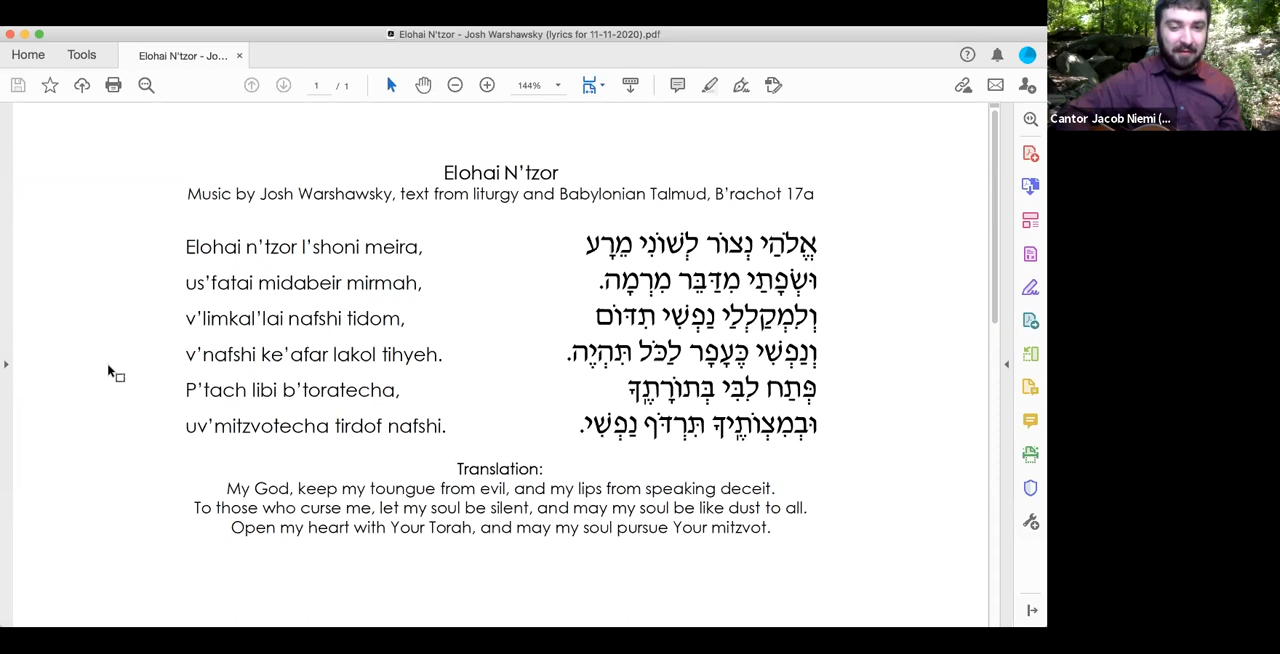 Elohai N'tzor - Josh Warshawsky (lyrics for 11-11-2020).pdf
Home Tools Elohai N'tzor - Jo... ×
1 / 1 144%
Cantor Jacob Niemi (...
Elohai N'tzor
Music by Josh Warshawsky, text from liturgy and Babylonian Talmud, B'rachot 17a
Elohai n'tzor l'shoni meira,
us'fatai midabeir mirmah,
v'limkal'lai nafshi tidom,
v'nafshi ke'afar lakol tihyeh.
P'tach libi b'toratecha,
uv'mitzvotecha tirdof nafshi.
אֱלֹהַי נְצוֹר לְשׁוֹנִי מֵרָע
וּשְׂפָתַי מִדַּבֵּר מִרְמָה.
וְלִמְקַלְלַי נַפְשִׁי תִדּוֹם
וְנַפְשִׁי כֶּעָפָר לַכֹּל תִּהְיֶה.
פְּתַח לִבִּי בְּתוֹרָתֶֽךָ
וּבְמִצְוֹתֶֽיךָ תִּרְדֹּף נַפְשִׁי.
Translation:
My God, keep my toungue from evil, and my lips from speaking deceit.
To those who curse me, let my soul be silent, and may my soul be like dust to all.
Open my heart with Your Torah, and may my soul pursue Your mitzvot.